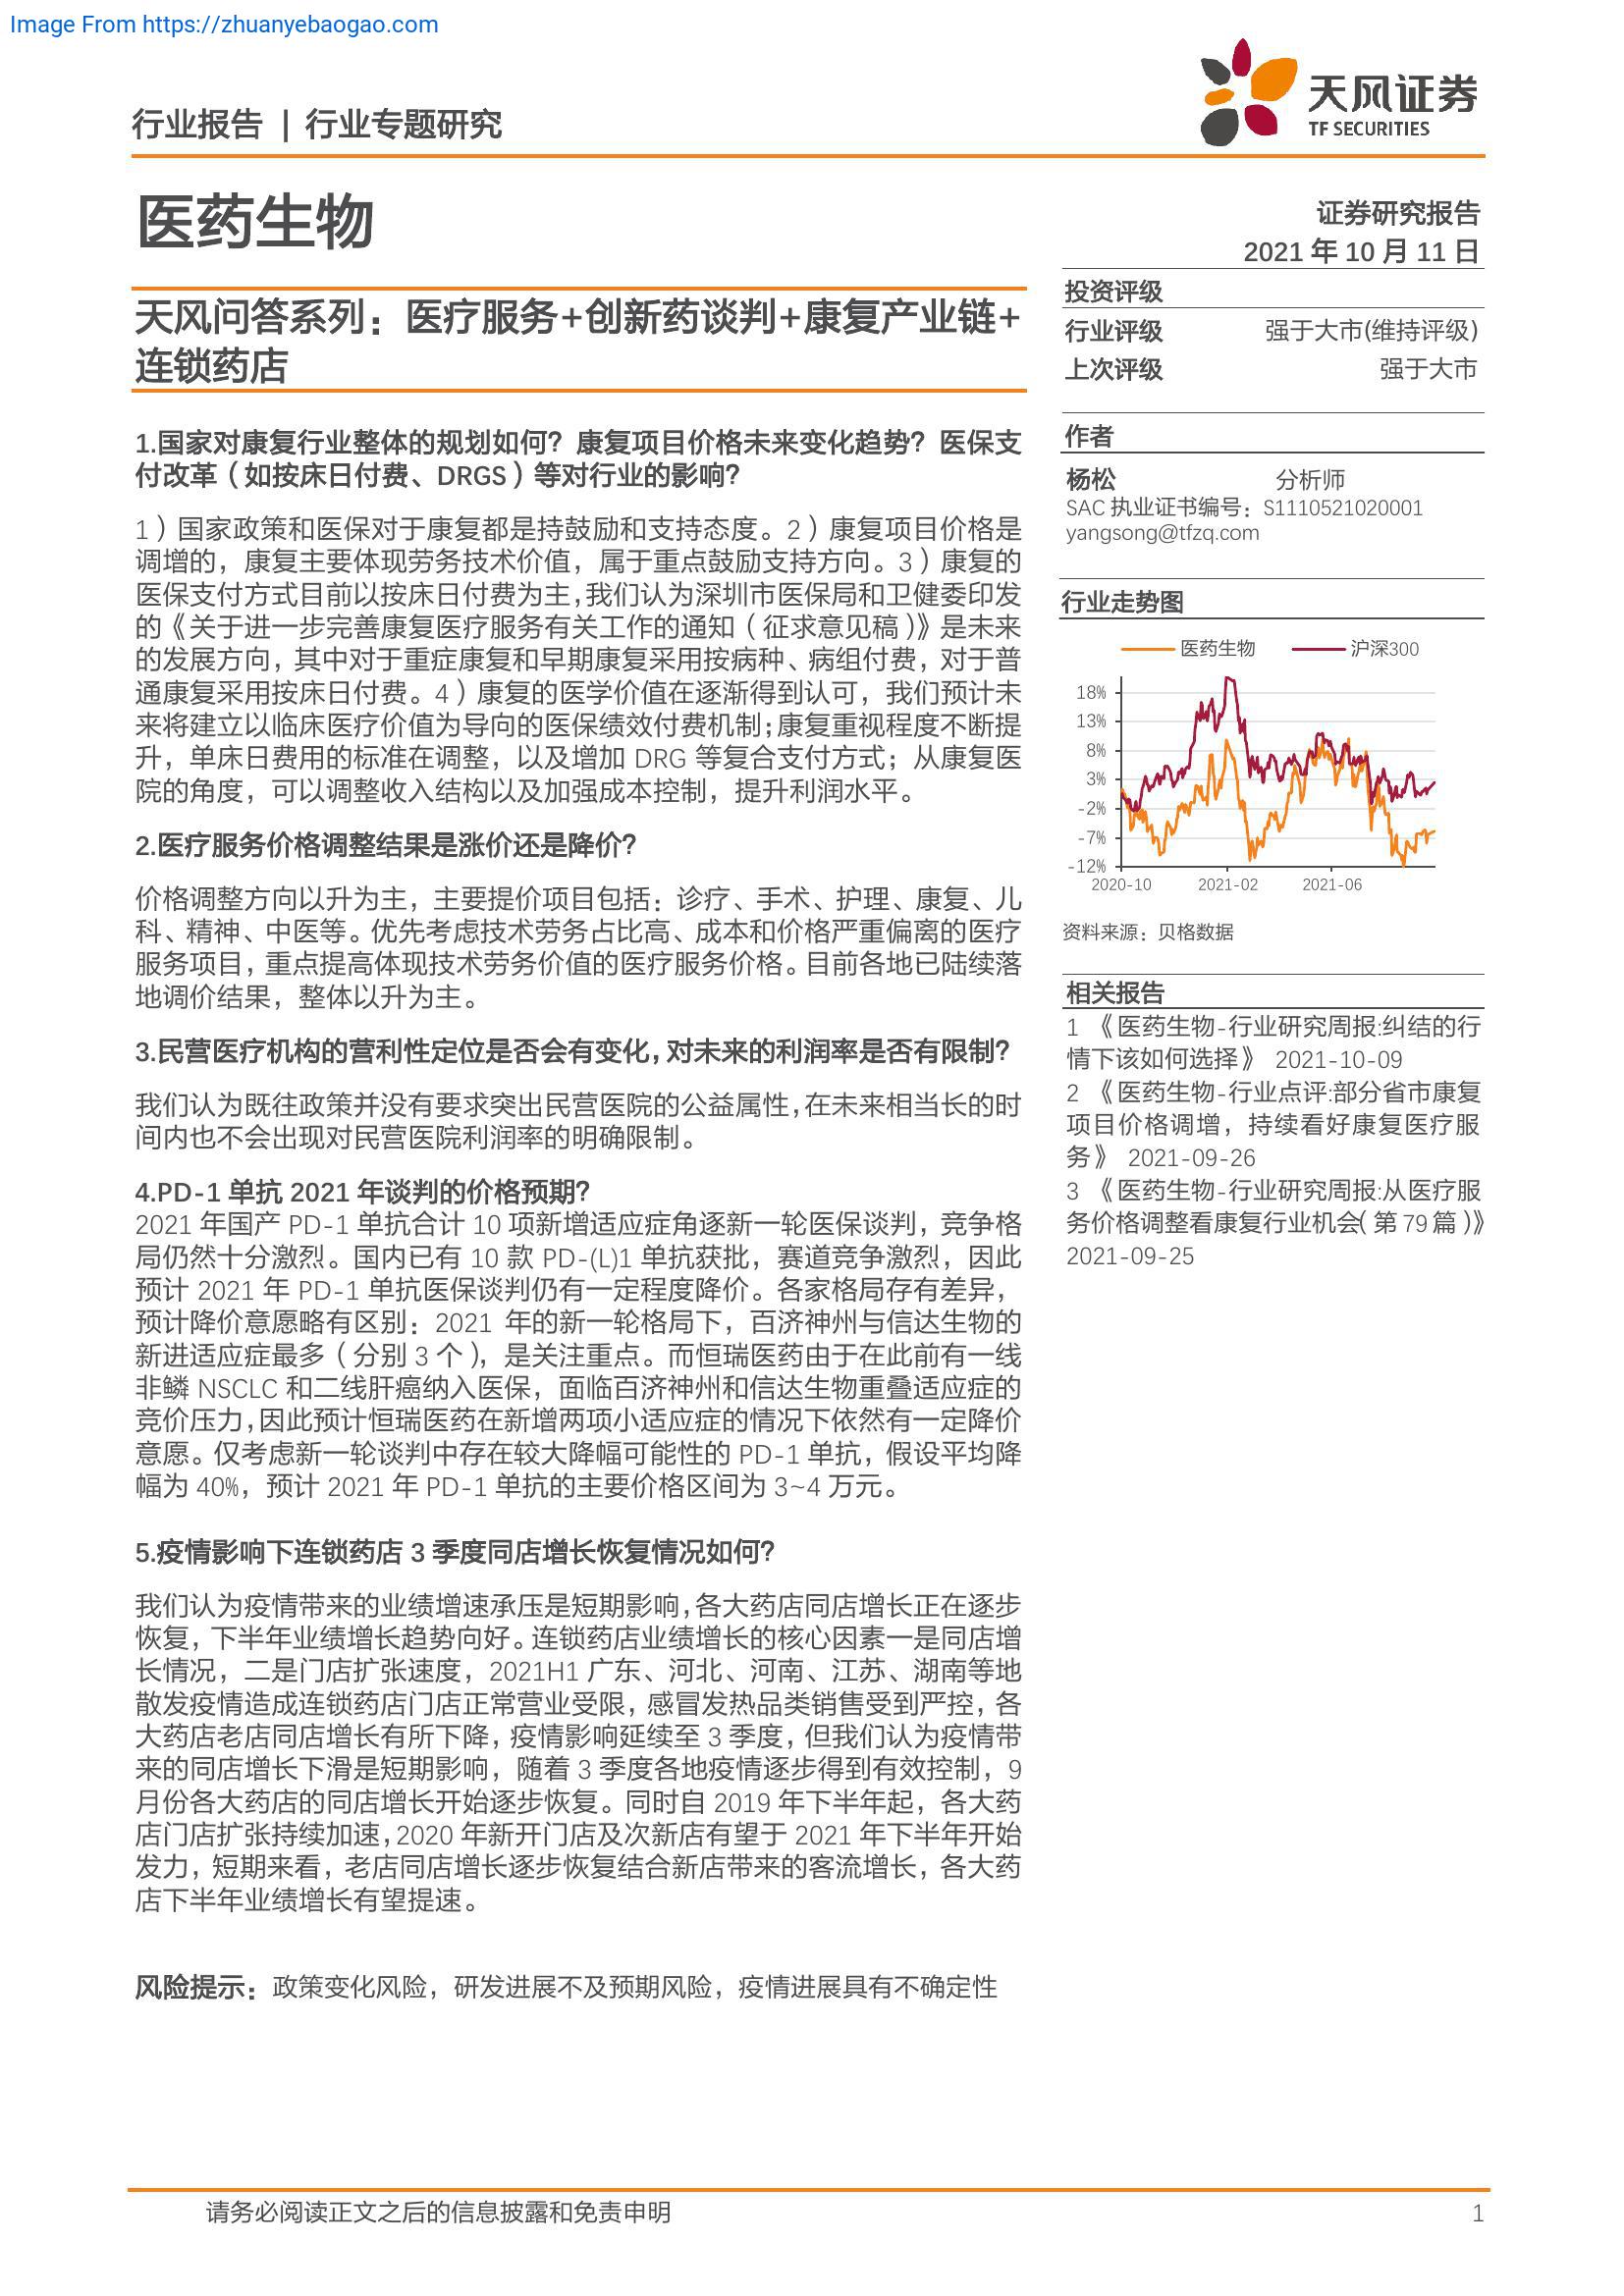 Image From https://zhuanyebaogao.com
行业报告 | 行业专题研究
天风证券
TF SECURITIES
医药生物
证券研究报告
2021 年 10 月 11 日
天风问答系列：医疗服务+创新药谈判+康复产业链+
连锁药店
1.国家对康复行业整体的规划如何？康复项目价格未来变化趋势？医保支
付改革（如按床日付费、DRGS）等对行业的影响？
1）国家政策和医保对于康复都是持鼓励和支持态度。2）康复项目价格是
调增的，康复主要体现劳务技术价值，属于重点鼓励支持方向。3）康复的
医保支付方式目前以按床日付费为主，我们认为深圳市医保局和卫健委印发
的《关于进一步完善康复医疗服务有关工作的通知（征求意见稿）》是未来
的发展方向，其中对于重症康复和早期康复采用按病种、病组付费，对于普
通康复采用按床日付费。4）康复的医学价值在逐渐得到认可，我们预计未
来将建立以临床医疗价值为导向的医保绩效付费机制；康复重视程度不断提
升，单床日费用的标准在调整，以及增加 DRG 等复合支付方式；从康复医
院的角度，可以调整收入结构以及加强成本控制，提升利润水平。
2.医疗服务价格调整结果是涨价还是降价？
价格调整方向以升为主，主要提价项目包括：诊疗、手术、护理、康复、儿
科、精神、中医等。优先考虑技术劳务占比高、成本和价格严重偏离的医疗
服务项目，重点提高体现技术劳务价值的医疗服务价格。目前各地已陆续落
地调价结果，整体以升为主。
3.民营医疗机构的营利性定位是否会有变化，对未来的利润率是否有限制？
我们认为既往政策并没有要求突出民营医院的公益属性，在未来相当长的时
间内也不会出现对民营医院利润率的明确限制。
4.PD-1 单抗 2021 年谈判的价格预期？
2021 年国产 PD-1 单抗合计 10 项新增适应症角逐新一轮医保谈判，竞争格
局仍然十分激烈。国内已有 10 款 PD-(L)1 单抗获批，赛道竞争激烈，因此
预计 2021 年 PD-1 单抗医保谈判仍有一定程度降价。各家格局存有差异，
预计降价意愿略有区别：2021 年的新一轮格局下，百济神州与信达生物的
新进适应症最多（分别 3 个），是关注重点。而恒瑞医药由于在此前有一线
非鳞 NSCLC 和二线肝癌纳入医保，面临百济神州和信达生物重叠适应症的
竞价压力，因此预计恒瑞医药在新增两项小适应症的情况下依然有一定降价
意愿。仅考虑新一轮谈判中存在较大降幅可能性的 PD-1 单抗，假设平均降
幅为 40%，预计 2021 年 PD-1 单抗的主要价格区间为 3~4 万元。
5.疫情影响下连锁药店 3 季度同店增长恢复情况如何？
我们认为疫情带来的业绩增速承压是短期影响，各大药店同店增长正在逐步
恢复，下半年业绩增长趋势向好。连锁药店业绩增长的核心因素一是同店增
长情况，二是门店扩张速度，2021H1 广东、河北、河南、江苏、湖南等地
散发疫情造成连锁药店门店正常营业受限，感冒发热品类销售受到严控，各
大药店老店同店增长有所下降，疫情影响延续至 3 季度，但我们认为疫情带
来的同店增长下滑是短期影响，随着 3 季度各地疫情逐步得到有效控制，9
月份各大药店的同店增长开始逐步恢复。同时自 2019 年下半年起，各大药
店门店扩张持续加速，2020 年新开门店及次新店有望于 2021 年下半年开始
发力，短期来看，老店同店增长逐步恢复结合新店带来的客流增长，各大药
店下半年业绩增长有望提速。
风险提示：政策变化风险，研发进展不及预期风险，疫情进展具有不确定性
投资评级
行业评级 强于大市(维持评级)
上次评级 强于大市
作者
杨松 分析师
SAC 执业证书编号：S1110521020001
yangsong@tfzq.com
行业走势图
医药生物 沪深300
18%
13%
8%
3%
-2%
-7%
-12%
2020-10 2021-02 2021-06
资料来源：贝格数据
相关报告
1 《医药生物-行业研究周报:纠结的行
情下该如何选择》 2021-10-09
2 《医药生物-行业点评:部分省市康复
项目价格调增，持续看好康复医疗服
务》 2021-09-26
3 《医药生物-行业研究周报:从医疗服
务价格调整看康复行业机会（第 79 篇）》
2021-09-25
请务必阅读正文之后的信息披露和免责申明 1